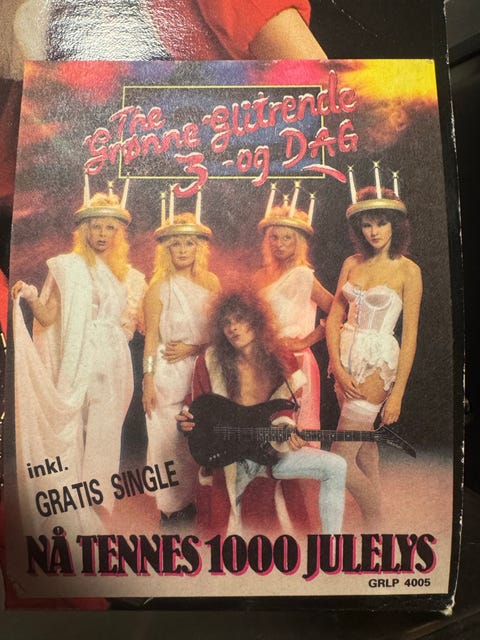 The
Grønne Glitrende
3 - og DAG
inkl.
GRATIS SINGLE
NÅ TENNES 1000 JULELYS
GRLP 4005